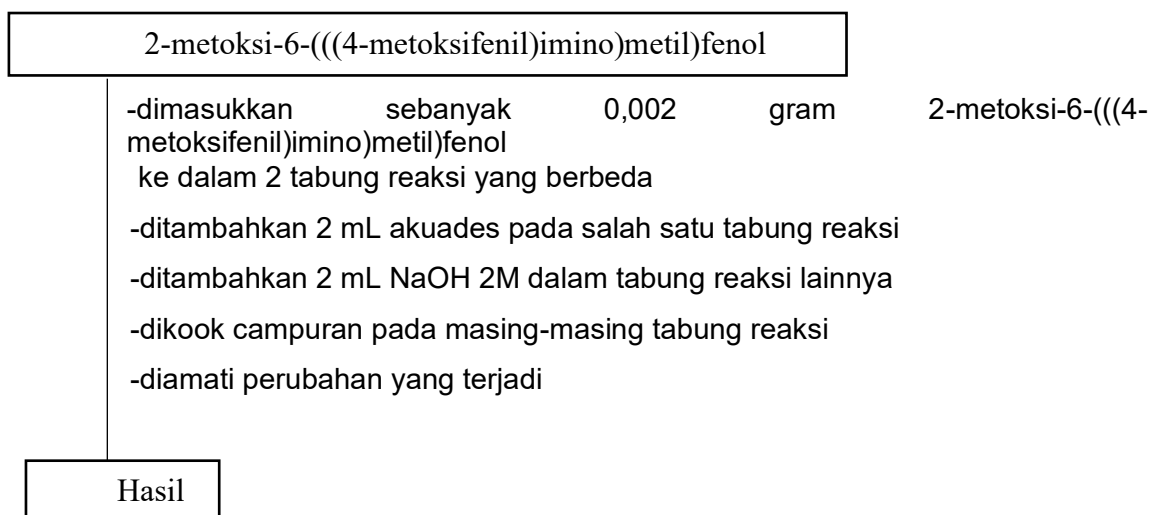 2-metoksi-6-(((4-metoksifenil)imino)metil)fenol
-dimasukkan sebanyak 0,002 gram 2-metoksi-6-(((4-
metoksifenil)imino)metil)fenol
ke dalam 2 tabung reaksi yang berbeda
-ditambahkan 2 mL akuades pada salah satu tabung reaksi
-ditambahkan 2 mL NaOH 2M dalam tabung reaksi lainnya
-dikook campuran pada masing-masing tabung reaksi
-diamati perubahan yang terjadi
Hasil